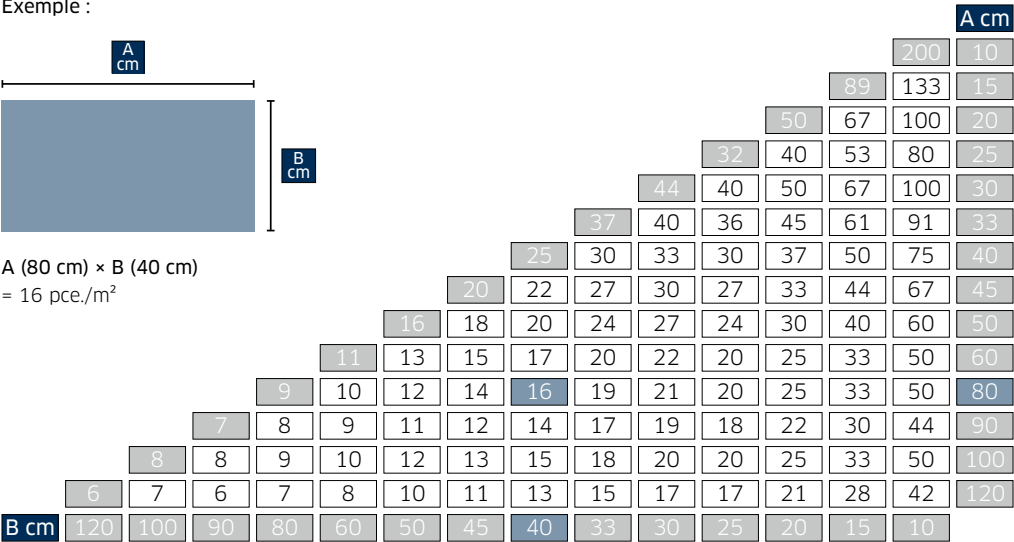 Exemple :
A cm
B cm
A (80 cm) × B (40 cm)
= 16 pce./m²
A cm
200 10
89 133 15
50 67 100 20
32 40 53 80 25
44 40 50 67 100 30
37 40 36 45 61 91 33
25 30 33 30 37 50 75 40
20 22 27 30 27 33 44 67 45
16 18 20 24 27 24 30 40 60 50
11 13 15 17 20 22 20 25 33 50 60
9 10 12 14 16 19 21 20 25 33 50 80
7 8 9 11 12 14 17 19 18 22 30 44 90
8 8 9 10 12 13 15 18 20 20 25 33 50 100
6 7 6 7 8 10 11 13 15 17 17 21 28 42 120
B cm 120 100 90 80 60 50 45 40 33 30 25 20 15 10